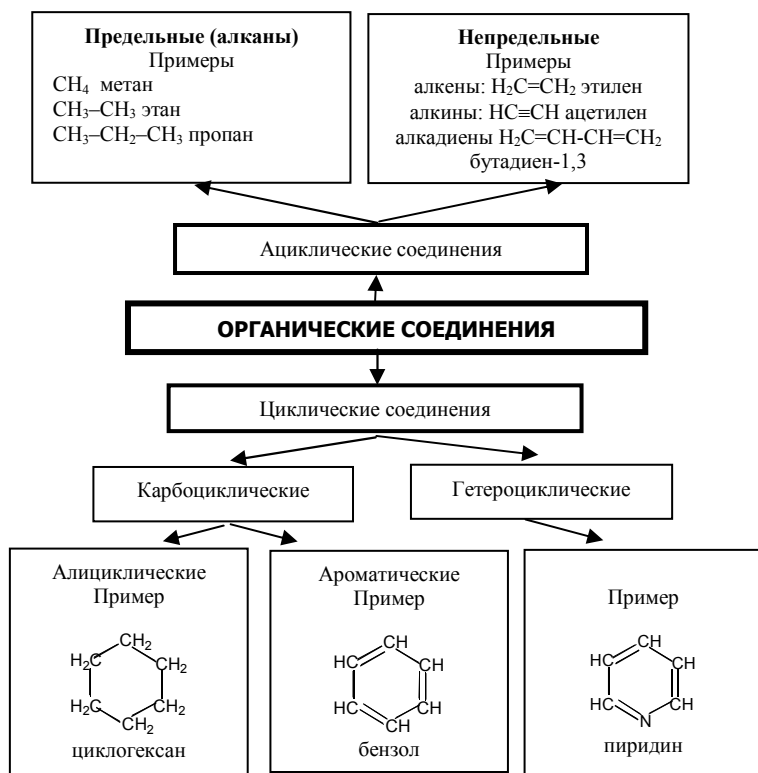 Предельные (алканы)
Примеры
CH₄ метан
CH₃–CH₃ этан
CH₃–CH₂–CH₃ пропан
Непредельные
Примеры
алкены: H₂C=CH₂ этилен
алкины: HC≡CH ацетилен
алкадиены H₂C=CH-CH=CH₂
бутадиен-1,3
Ациклические соединения
ОРГАНИЧЕСКИЕ СОЕДИНЕНИЯ
Циклические соединения
Карбоциклические
Гетероциклические
Алициклические
Пример
CH₂
H₂C CH₂
H₂C CH₂
CH₂
циклогексан
Ароматические
Пример
CH
HC CH
HC CH
CH
бензол
Пример
CH
HC CH
HC CH
N
пиридин